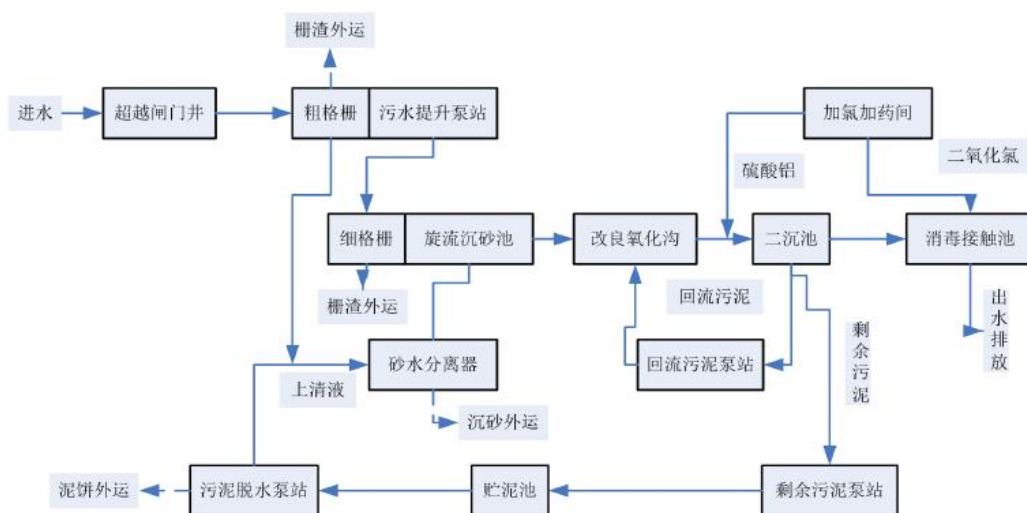 栅渣外运
进水
超越闸门井
粗格栅
污水提升泵站
加氯加药间
硫酸铝
二氧化氯
细格栅
旋流沉砂池
改良氧化沟
二沉池
消毒接触池
栅渣外运
回流污泥
出水排放
剩余污泥
砂水分离器
回流污泥泵站
上清液
沉砂外运
泥饼外运
污泥脱水泵站
贮泥池
剩余污泥泵站